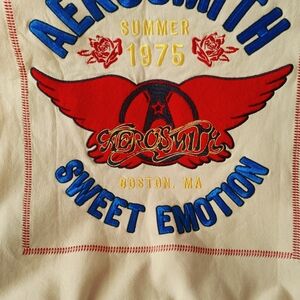 AEROSMITH
SUMMER
1975
AEROSMITH
BOSTON, MA
SWEET EMOTION